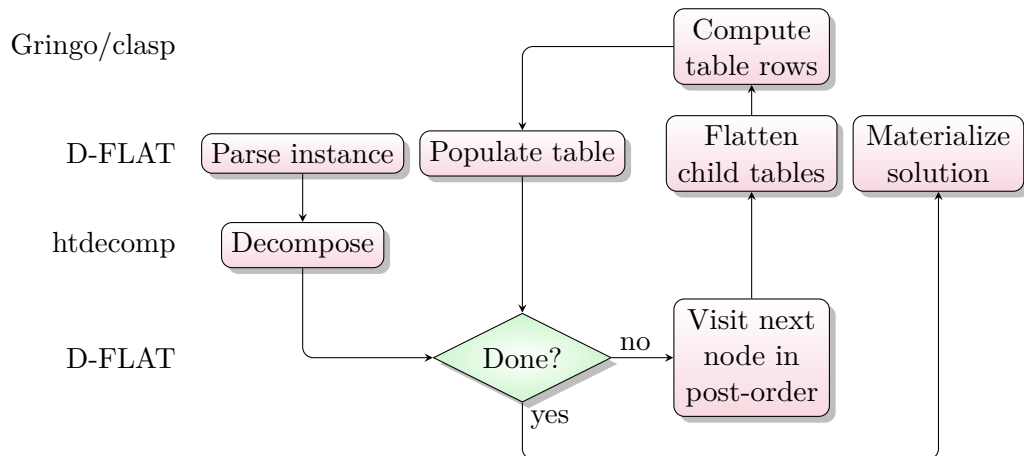 Gringo/clasp
Compute
table rows
D-FLAT
Parse instance
Populate table
Flatten
child tables
Materialize
solution
htdecomp
Decompose
D-FLAT
Done?
no
Visit next
node in
post-order
yes